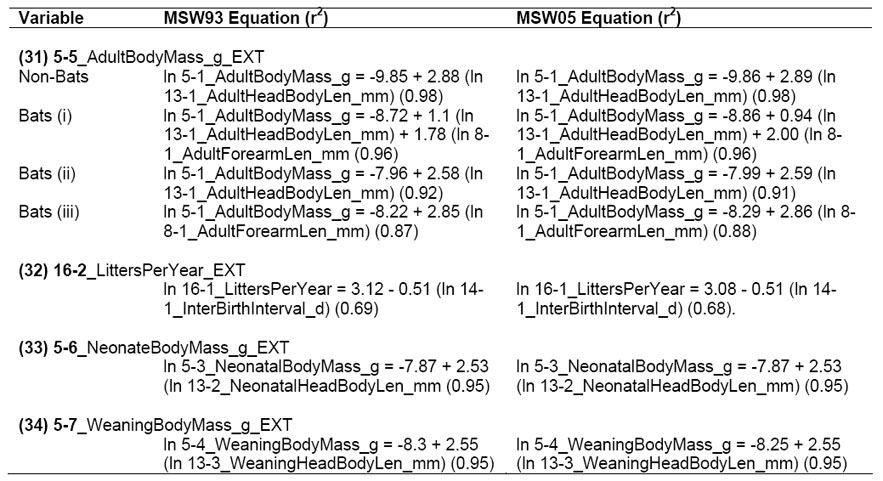 Variable MSW93 Equation (r2) MSW05 Equation (r2)
(31) 5-5_AdultBodyMass_g_EXT
Non-Bats ln 5-1_AdultBodyMass_g = -9.85 + 2.88 (ln ln 5-1_AdultBodyMass_g = -9.86 + 2.89 (ln
13-1_AdultHeadBodyLen_mm) (0.98) 13-1_AdultHeadBodyLen_mm) (0.98)
Bats (i) ln 5-1_AdultBodyMass_g = -8.72 + 1.1 (ln ln 5-1_AdultBodyMass_g = -8.86 + 0.94 (ln
13-1_AdultHeadBodyLen_mm) + 1.78 (ln 8- 13-1_AdultHeadBodyLen_mm) + 2.00 (ln 8-
1_AdultForearmLen_mm (0.96) 1_AdultForearmLen_mm) (0.96)
Bats (ii) ln 5-1_AdultBodyMass_g = -7.96 + 2.58 (ln ln 5-1_AdultBodyMass_g = -7.99 + 2.59 (ln
13-1_AdultHeadBodyLen_mm) (0.92) 13-1_AdultHeadBodyLen_mm) (0.91)
Bats (iii) ln 5-1_AdultBodyMass_g = -8.22 + 2.85 (ln ln 5-1_AdultBodyMass_g = -8.29 + 2.86 (ln 8-
8-1_AdultForearmLen_mm) (0.87) 1_AdultForearmLen_mm) (0.88)
(32) 16-2_LittersPerYear_EXT
ln 16-1_LittersPerYear = 3.12 - 0.51 (ln 14- ln 16-1_LittersPerYear = 3.08 - 0.51 (ln 14-
1_InterBirthInterval_d) (0.69) 1_InterBirthInterval_d) (0.68).
(33) 5-6_NeonateBodyMass_g_EXT
ln 5-3_NeonatalBodyMass_g = -7.87 + 2.53 ln 5-3_NeonatalBodyMass_g = -7.87 + 2.53
(ln 13-2_NeonatalHeadBodyLen_mm) (0.95) (ln 13-2_NeonatalHeadBodyLen_mm) (0.95)
(34) 5-7_WeaningBodyMass_g_EXT
ln 5-4_WeaningBodyMass_g = -8.3 + 2.55 ln 5-4_WeaningBodyMass_g = -8.25 + 2.55
(ln 13-3_WeaningHeadBodyLen_mm) (0.95) (ln 13-3_WeaningHeadBodyLen_mm) (0.95)